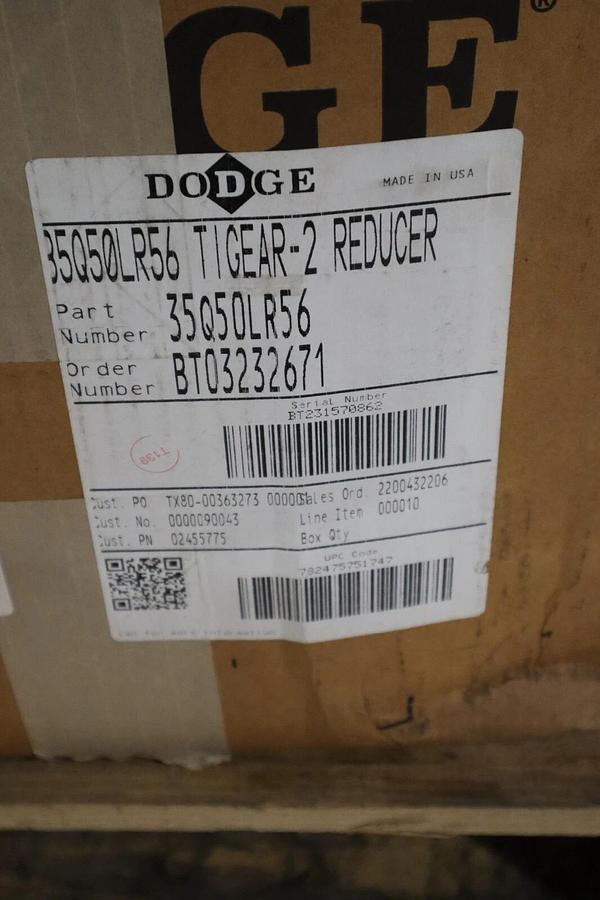 GE®
DODGE
MADE IN USA
35Q50LR56 TIGEAR-2 REDUCER
Part Number 35Q50LR56
Order Number BT03232671
Serial Number
BT231570862
T139
Cust. PO TX80-00363273 000001
Sales Ord. 2200432206
Cust. No. 0000090043
Line Item 000010
Cust. PN 02455775
Box Qty
UPC Code
782475751747